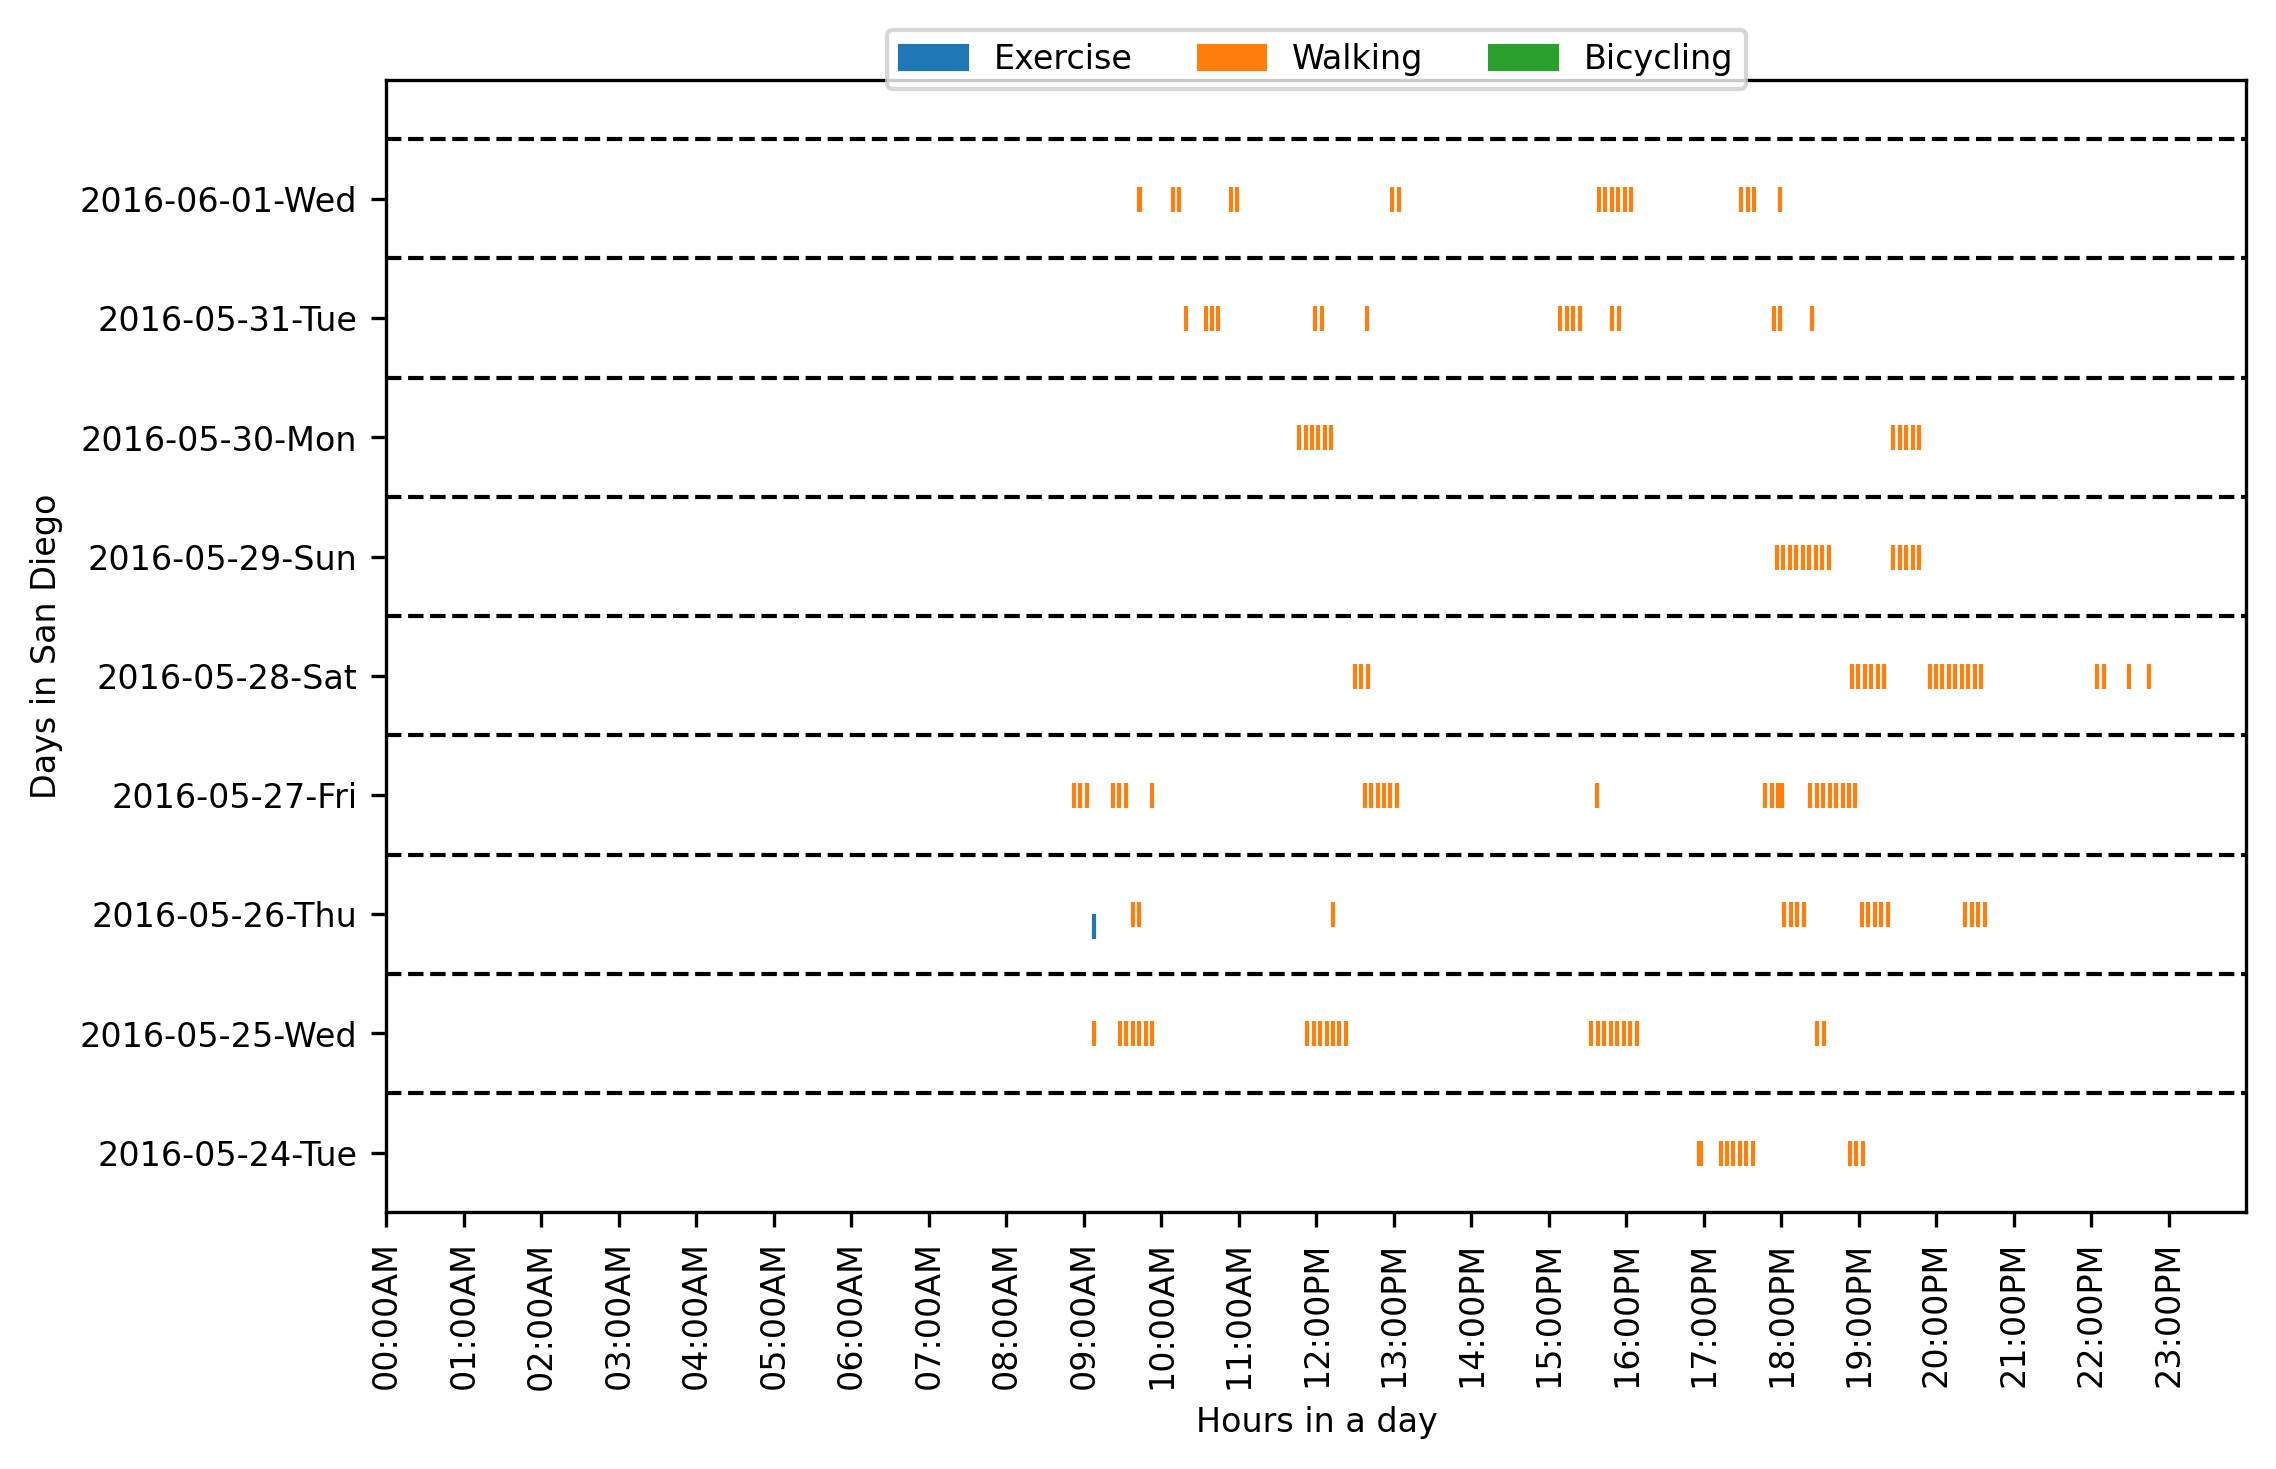 Exercise Walking Bicycling
2016-06-01-Wed
2016-05-31-Tue
2016-05-30-Mon
2016-05-29-Sun
2016-05-28-Sat
2016-05-27-Fri
2016-05-26-Thu
2016-05-25-Wed
2016-05-24-Tue
Days in San Diego
00:00AM
01:00AM
02:00AM
03:00AM
04:00AM
05:00AM
06:00AM
07:00AM
08:00AM
09:00AM
10:00AM
11:00AM
12:00PM
13:00PM
14:00PM
15:00PM
16:00PM
17:00PM
18:00PM
19:00PM
20:00PM
21:00PM
22:00PM
23:00PM
Hours in a day